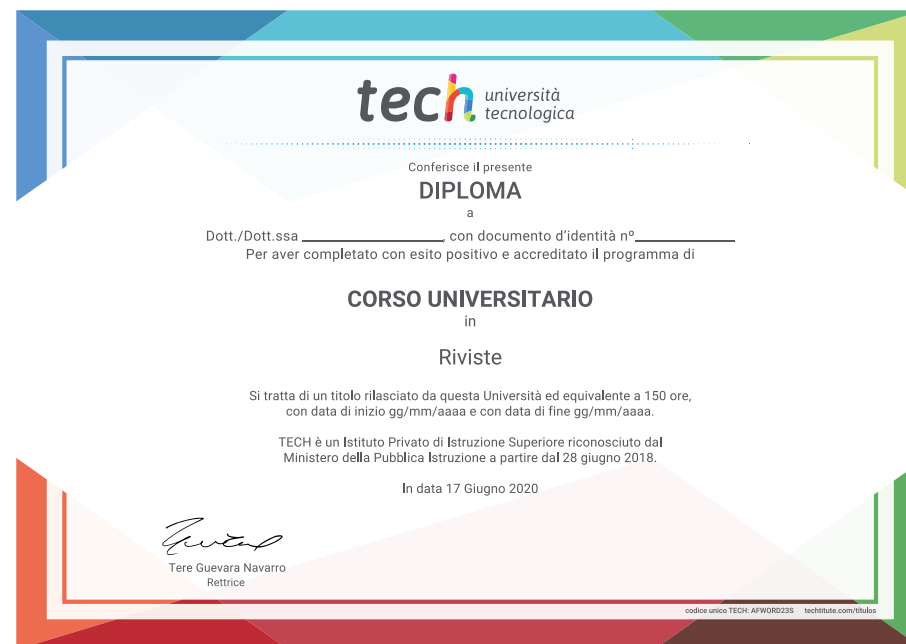 tech università
tecnologica
Conferisce il presente
DIPLOMA
a
Dott./Dott.ssa ____________, con documento d'identità nº____________
Per aver completato con esito positivo e accreditato il programma di
CORSO UNIVERSITARIO
in
Riviste
Si tratta di un titolo rilasciato da questa Università ed equivalente a 150 ore,
con data di inizio gg/mm/aaaa e con data di fine gg/mm/aaaa.
TECH è un Istituto Privato di Istruzione Superiore riconosciuto dal
Ministero della Pubblica Istruzione a partire dal 28 giugno 2018.
In data 17 Giugno 2020
Tere Guevara Navarro
Rettrice
codice unico TECH: AFWORD23S techtitute.com/titulos